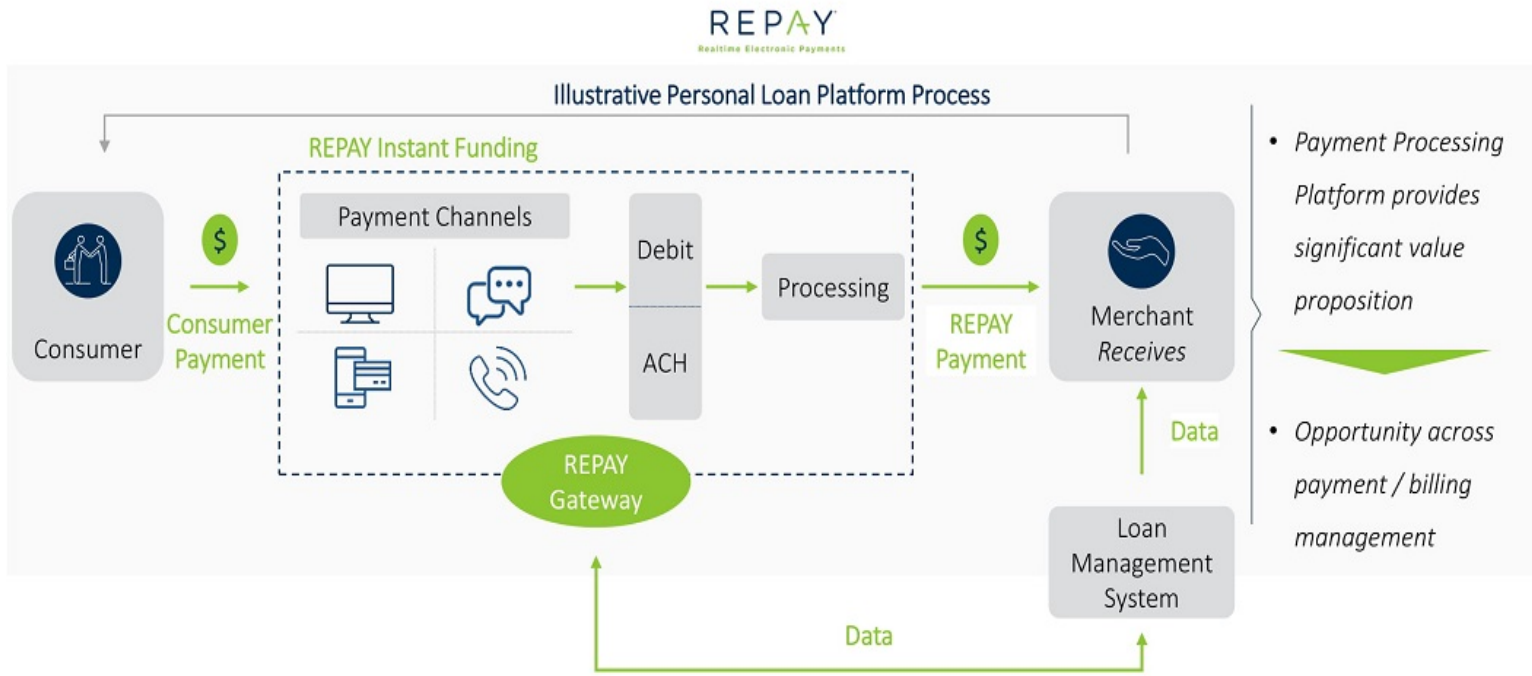 REPAY
Realtime Electronic Payments
Illustrative Personal Loan Platform Process
REPAY Instant Funding
Consumer
$
Consumer
Payment
Payment Channels
Debit
ACH
Processing
REPAY
Gateway
$
REPAY
Payment
Merchant
Receives
Data
Loan
Management
System
Data
• Payment Processing
Platform provides
significant value
proposition
• Opportunity across
payment / billing
management